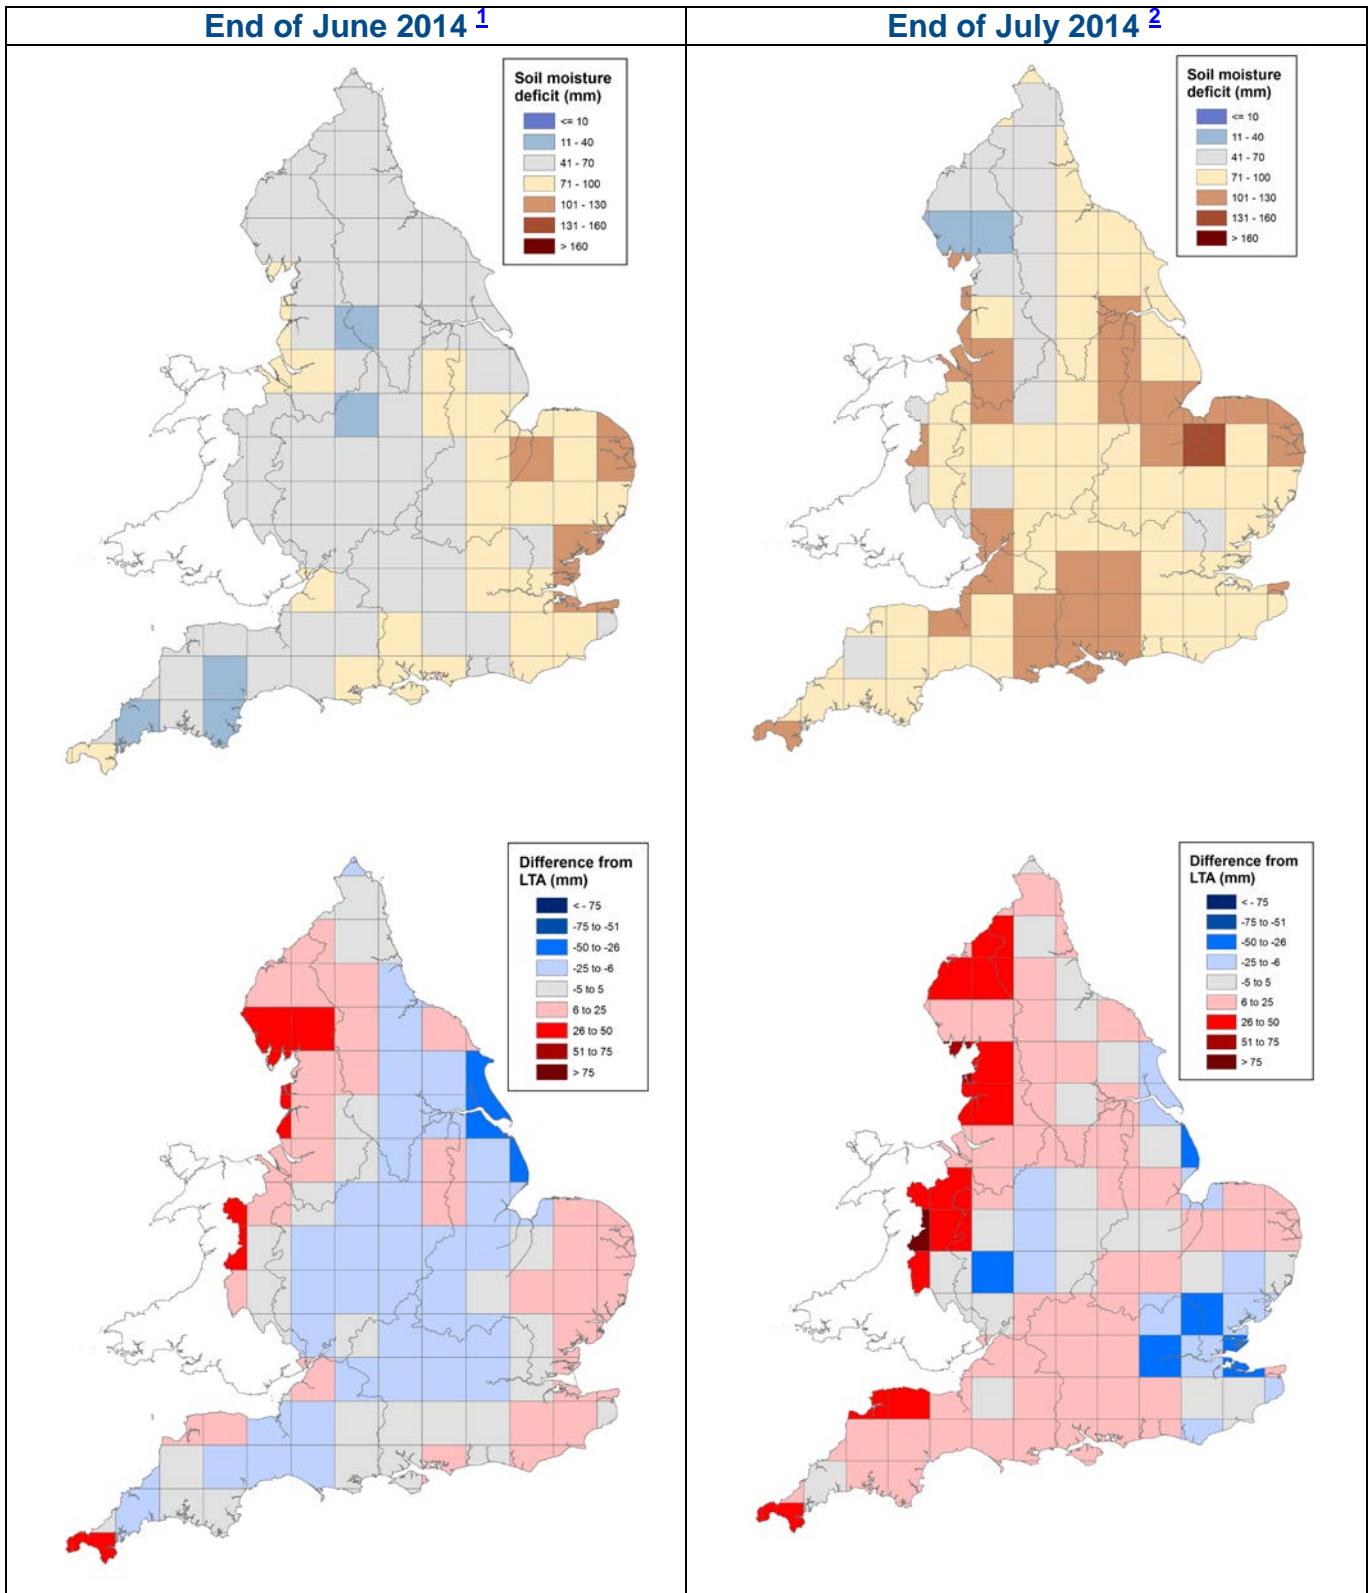 End of June 2014 1
End of July 2014 2
Soil moisture
deficit (mm)
<= 10
11 - 40
41 - 70
71 - 100
101 - 130
131 - 160
> 160
Soil moisture
deficit (mm)
<= 10
11 - 40
41 - 70
71 - 100
101 - 130
131 - 160
> 160
Difference from
LTA (mm)
< - 75
-75 to -51
-50 to -26
-25 to -6
-5 to 5
6 to 25
26 to 50
51 to 75
> 75
Difference from
LTA (mm)
< - 75
-75 to -51
-50 to -26
-25 to -6
-5 to 5
6 to 25
26 to 50
51 to 75
> 75